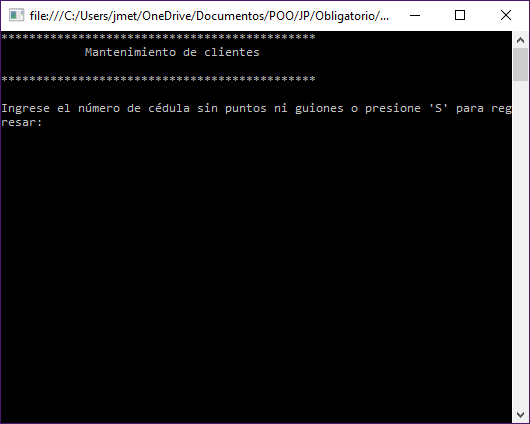 file:///C:/Users/jmet/OneDrive/Documentos/POO/JP/Obligatorio/...
*********************************************
Mantenimiento de clientes
*********************************************
Ingrese el número de cédula sin puntos ni guiones o presione 'S' para reg
resar: